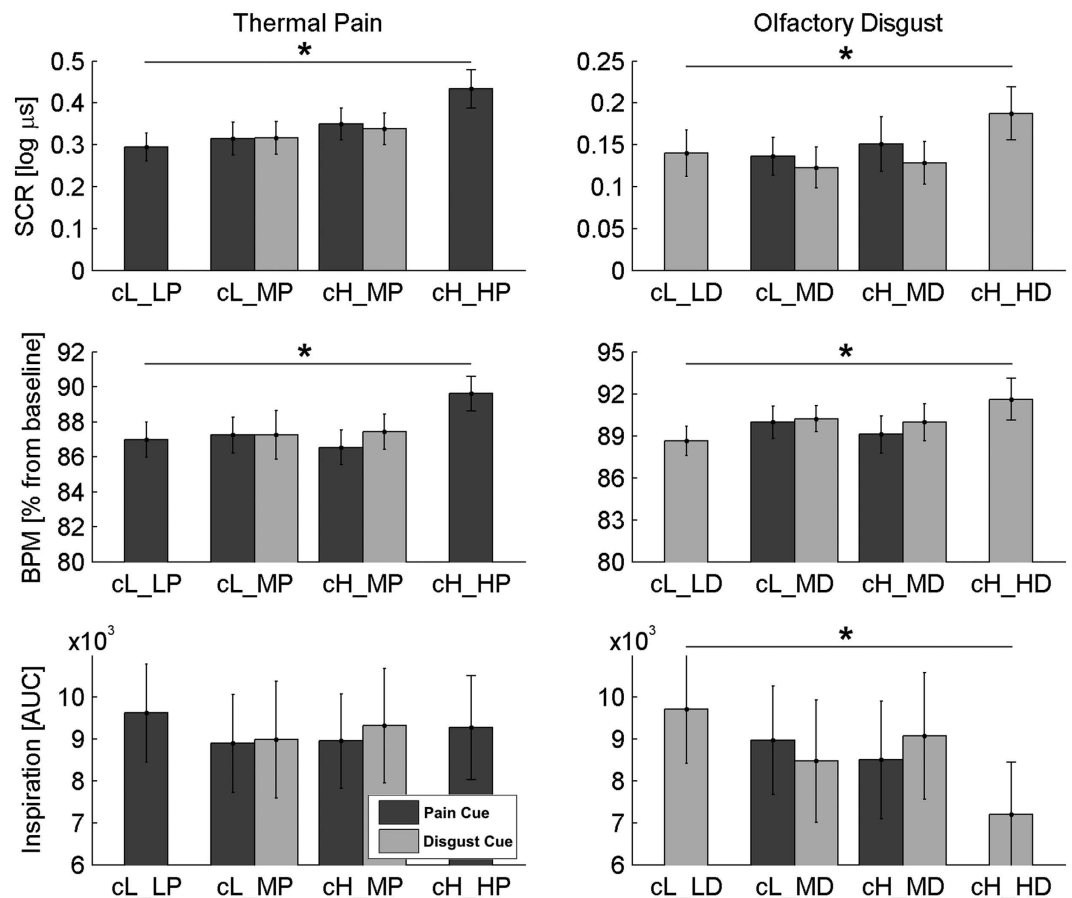 Thermal Pain
*
SCR [log μs]
0.5
0.4
0.3
0.2
0.1
0
cL_LP cL_MP cH_MP cH_HP
Olfactory Disgust
*
0.25
0.2
0.15
0.1
0.05
0
cL_LD cL_MD cH_MD cH_HD
*
BPM [% from baseline]
92
90
88
86
84
82
80
cL_LP cL_MP cH_MP cH_HP
*
95
92
89
86
83
80
cL_LD cL_MD cH_MD cH_HD
x10³
Inspiration [AUC]
10
9
8
7
6
Pain Cue
Disgust Cue
cL_LP cL_MP cH_MP cH_HP
x10³
*
10
9
8
7
6
cL_LD cL_MD cH_MD cH_HD